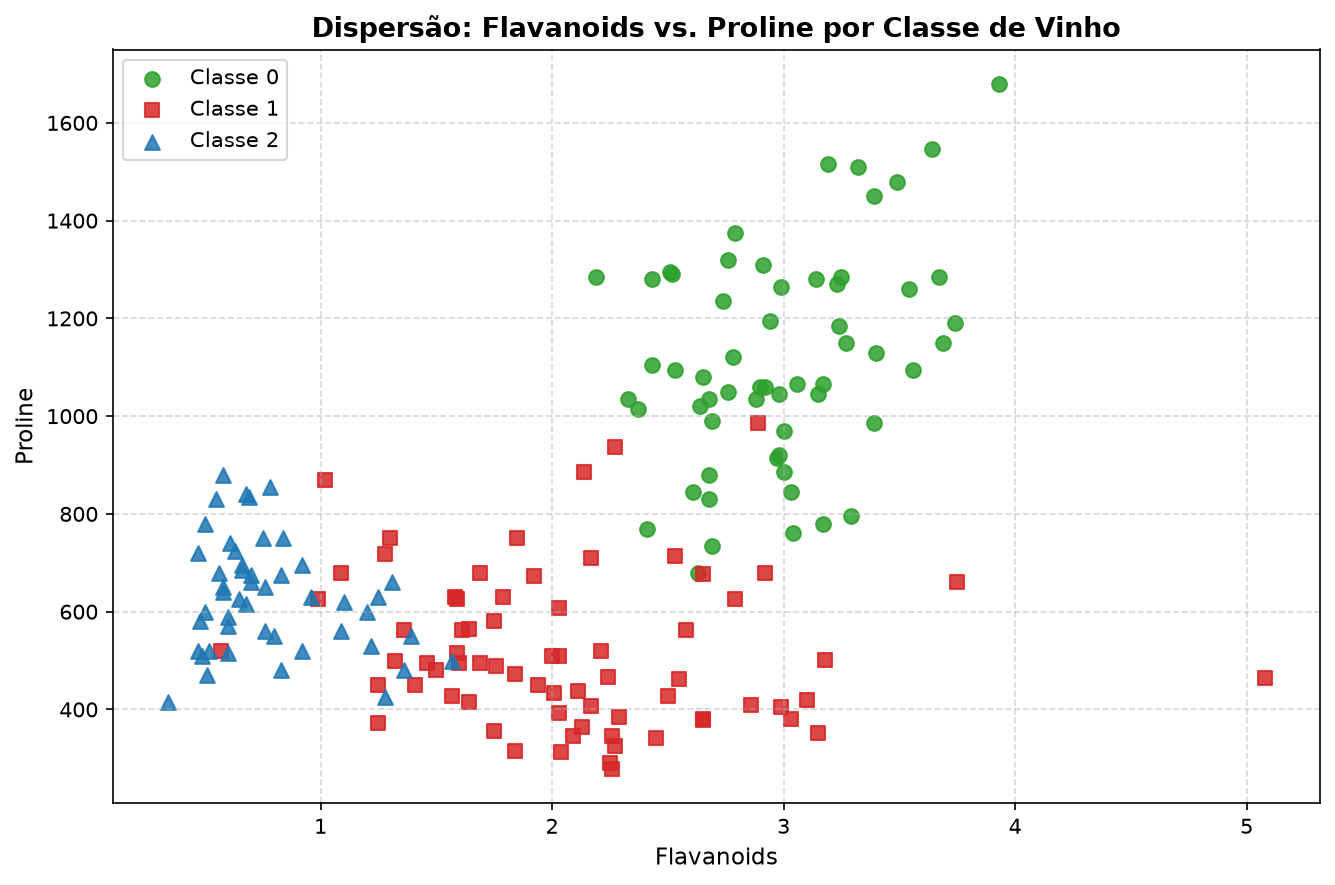 Dispersão: Flavanoids vs. Proline por Classe de Vinho
Classe 0
Classe 1
Classe 2
1600
1400
1200
1000
800
600
400
Proline
1 2 3 4 5
Flavanoids